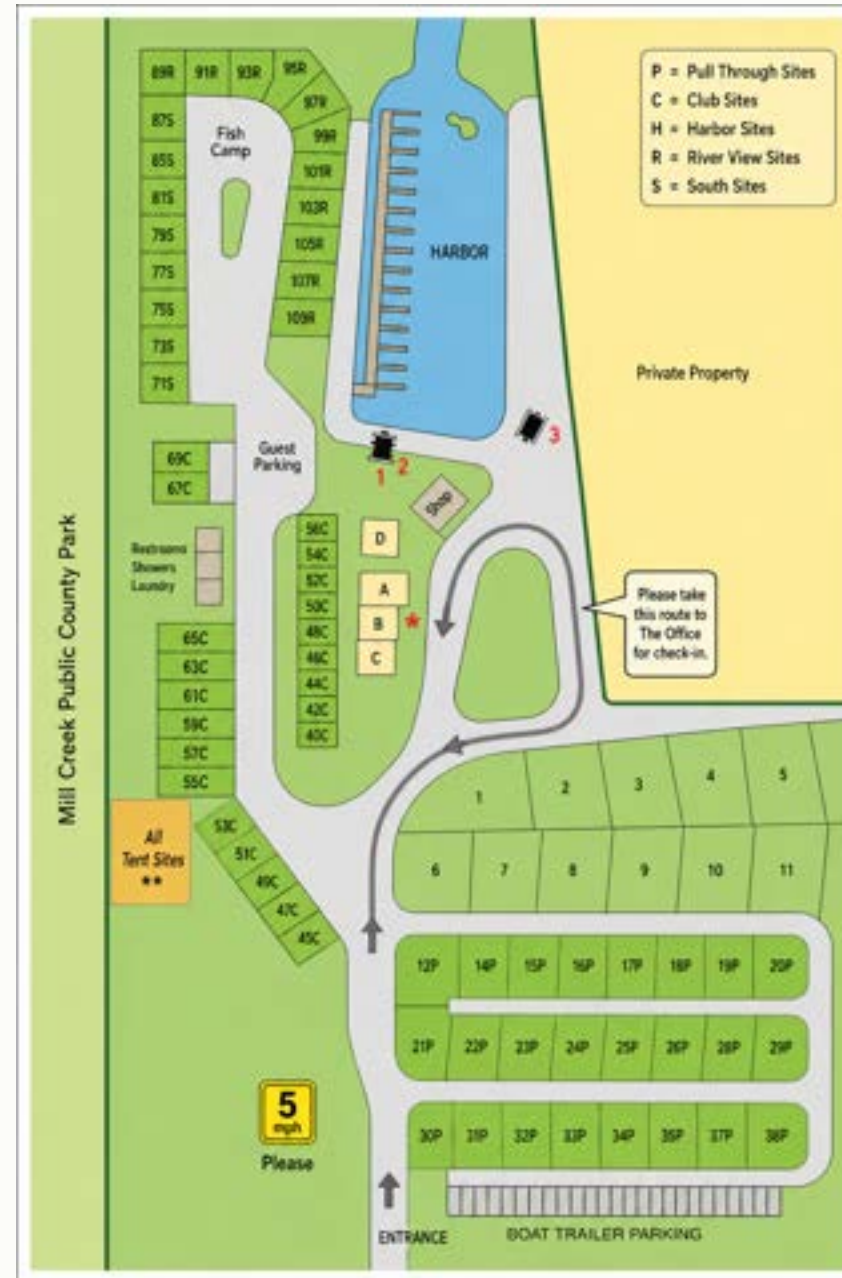 P = Pull Through Sites
C = Club Sites
H = Harbor Sites
R = River View Sites
S = South Sites
89R
91R
93R
95R
97R
99R
101R
103R
105R
107R
109R
87S
85S
81S
79S
77S
75S
73S
71S
Fish
Camp
HARBOR
Private Property
Guest
Parking
69C
67C
1
2
3
Shop
Restrooms
Showers
Laundry
56C
54C
52C
50C
48C
46C
44C
42C
40C
D
A
B
*
C
Please take
this route to
The Office
for check-in.
Mill Creek Public County Park
65C
63C
61C
59C
57C
55C
All
Tent Sites
**
53C
51C
49C
47C
45C
1
2
3
4
5
6
7
8
9
10
11
12P
14P
15P
16P
17P
18P
19P
20P
21P
22P
23P
24P
25P
26P
28P
29P
30P
31P
32P
33P
34P
35P
37P
38P
5
mph
Please
ENTRANCE
BOAT TRAILER PARKING